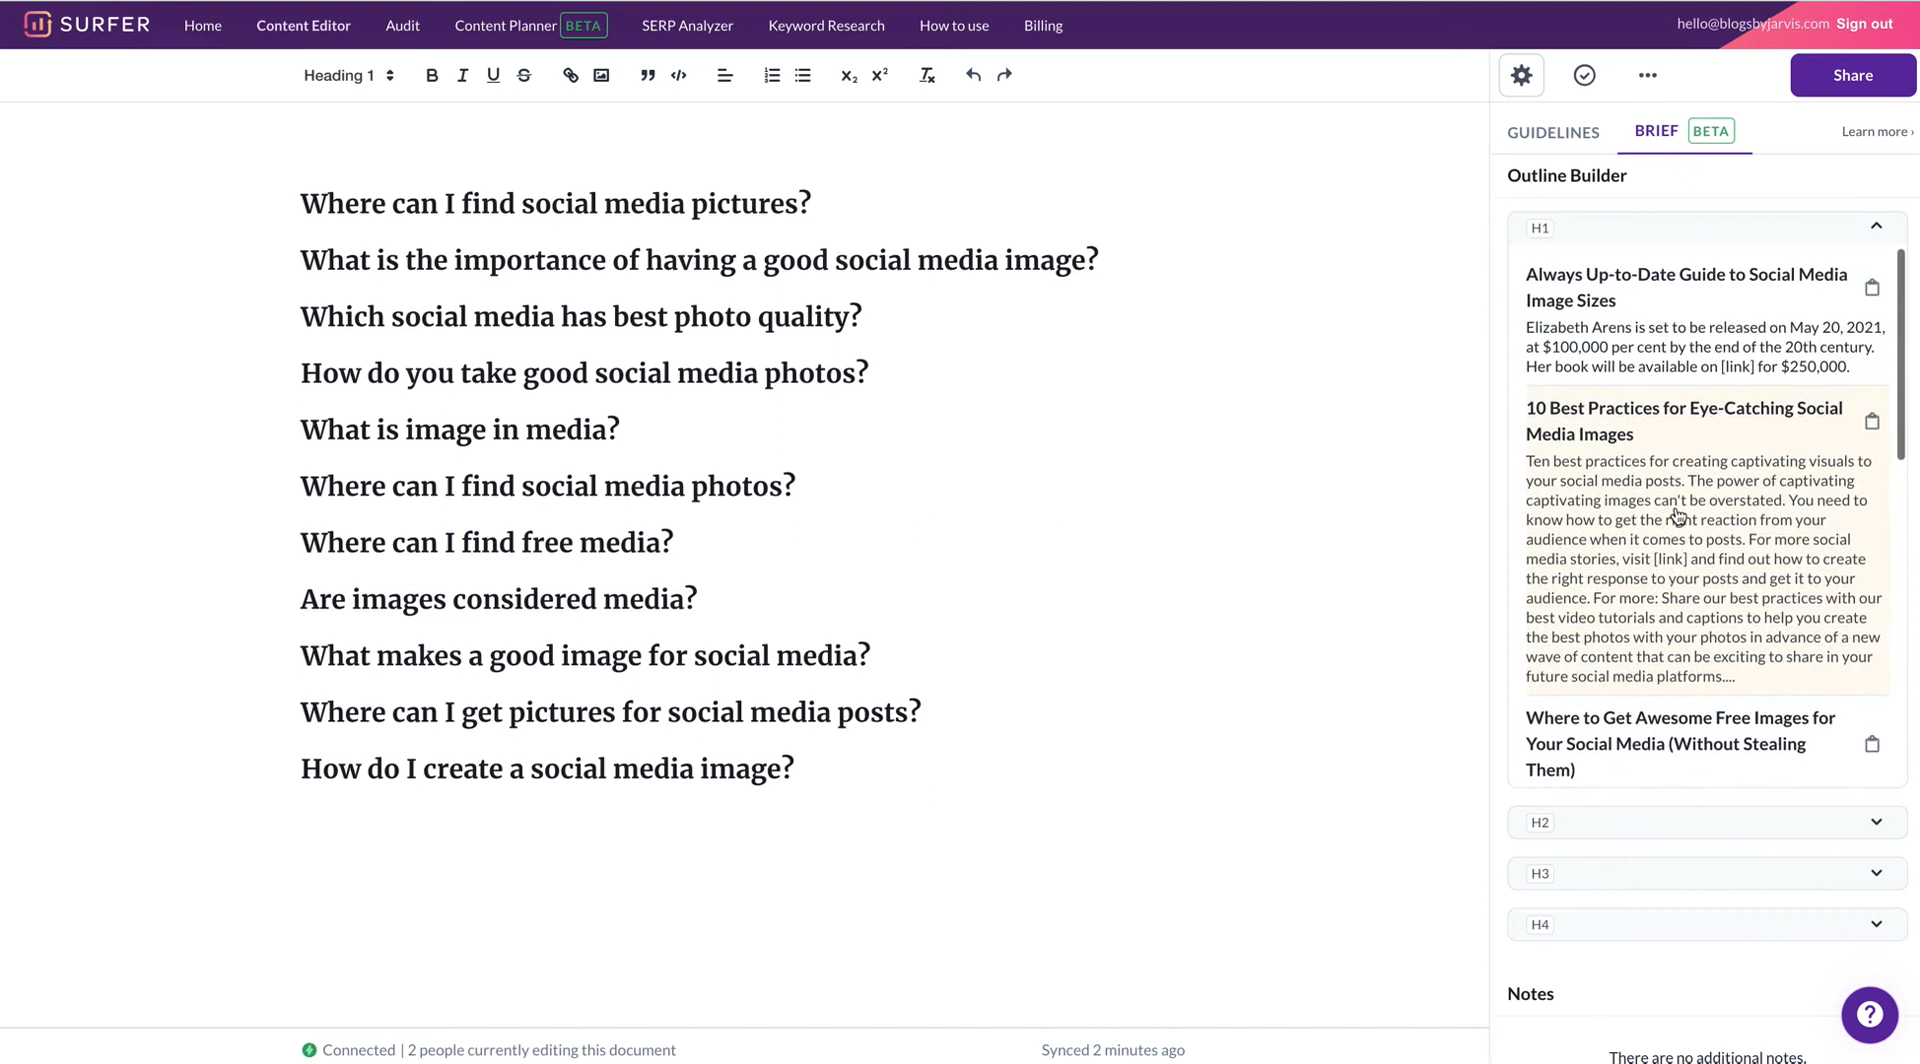 SURFER
Home
Content Editor
Audit
Content Planner BETA
SERP Analyzer
Keyword Research
How to use
Billing
hello@blogsbyjarvis.com Sign out
Heading 1
Share
GUIDELINES
BRIEF BETA
Learn more ›
Where can I find social media pictures?
What is the importance of having a good social media image?
Which social media has best photo quality?
How do you take good social media photos?
What is image in media?
Where can I find social media photos?
Where can I find free media?
Are images considered media?
What makes a good image for social media?
Where can I get pictures for social media posts?
How do I create a social media image?
Outline Builder
H1
Always Up-to-Date Guide to Social Media
Image Sizes
Elizabeth Arens is set to be released on May 20, 2021,
at $100,000 per cent by the end of the 20th century.
Her book will be available on [link] for $250,000.
10 Best Practices for Eye-Catching Social
Media Images
Ten best practices for creating captivating visuals to
your social media posts. The power of captivating
captivating images can't be overstated. You need to
know how to get the right reaction from your
audience when it comes to posts. For more social
media stories, visit [link] and find out how to create
the right response to your posts and get it to your
audience. For more: Share our best practices with our
best video tutorials and captions to help you create
the best photos with your photos in advance of a new
wave of content that can be exciting to share in your
future social media platforms....
Where to Get Awesome Free Images for
Your Social Media (Without Stealing
Them)
H2
H3
H4
Notes
There are no additional notes.
Connected | 2 people currently editing this document
Synced 2 minutes ago